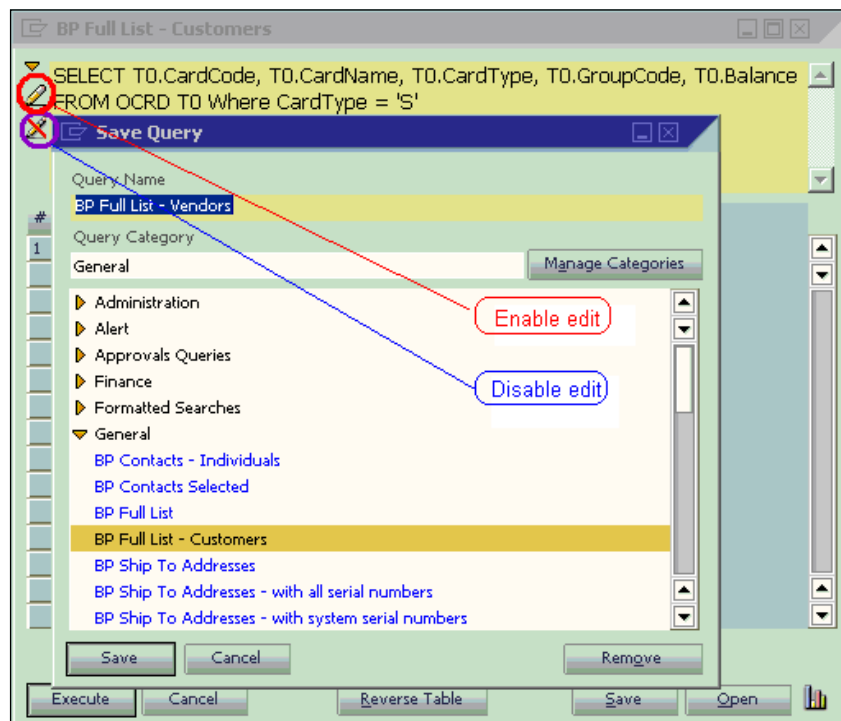 BP Full List - Customers
SELECT T0.CardCode, T0.CardName, T0.CardType, T0.GroupCode, T0.Balance
FROM OCRD T0 Where CardType = 'S'
Save Query
Query Name
BP Full List - Vendors
#
Query Category
1
General
Manage Categories
Administration
Alert
Enable edit
Approvals Queries
Finance
Disable edit
Formatted Searches
General
BP Contacts - Individuals
BP Contacts Selected
BP Full List
BP Full List - Customers
BP Ship To Addresses
BP Ship To Addresses - with all serial numbers
BP Ship To Addresses - with system serial numbers
Save
Cancel
Remove
Execute
Cancel
Reverse Table
Save
Open